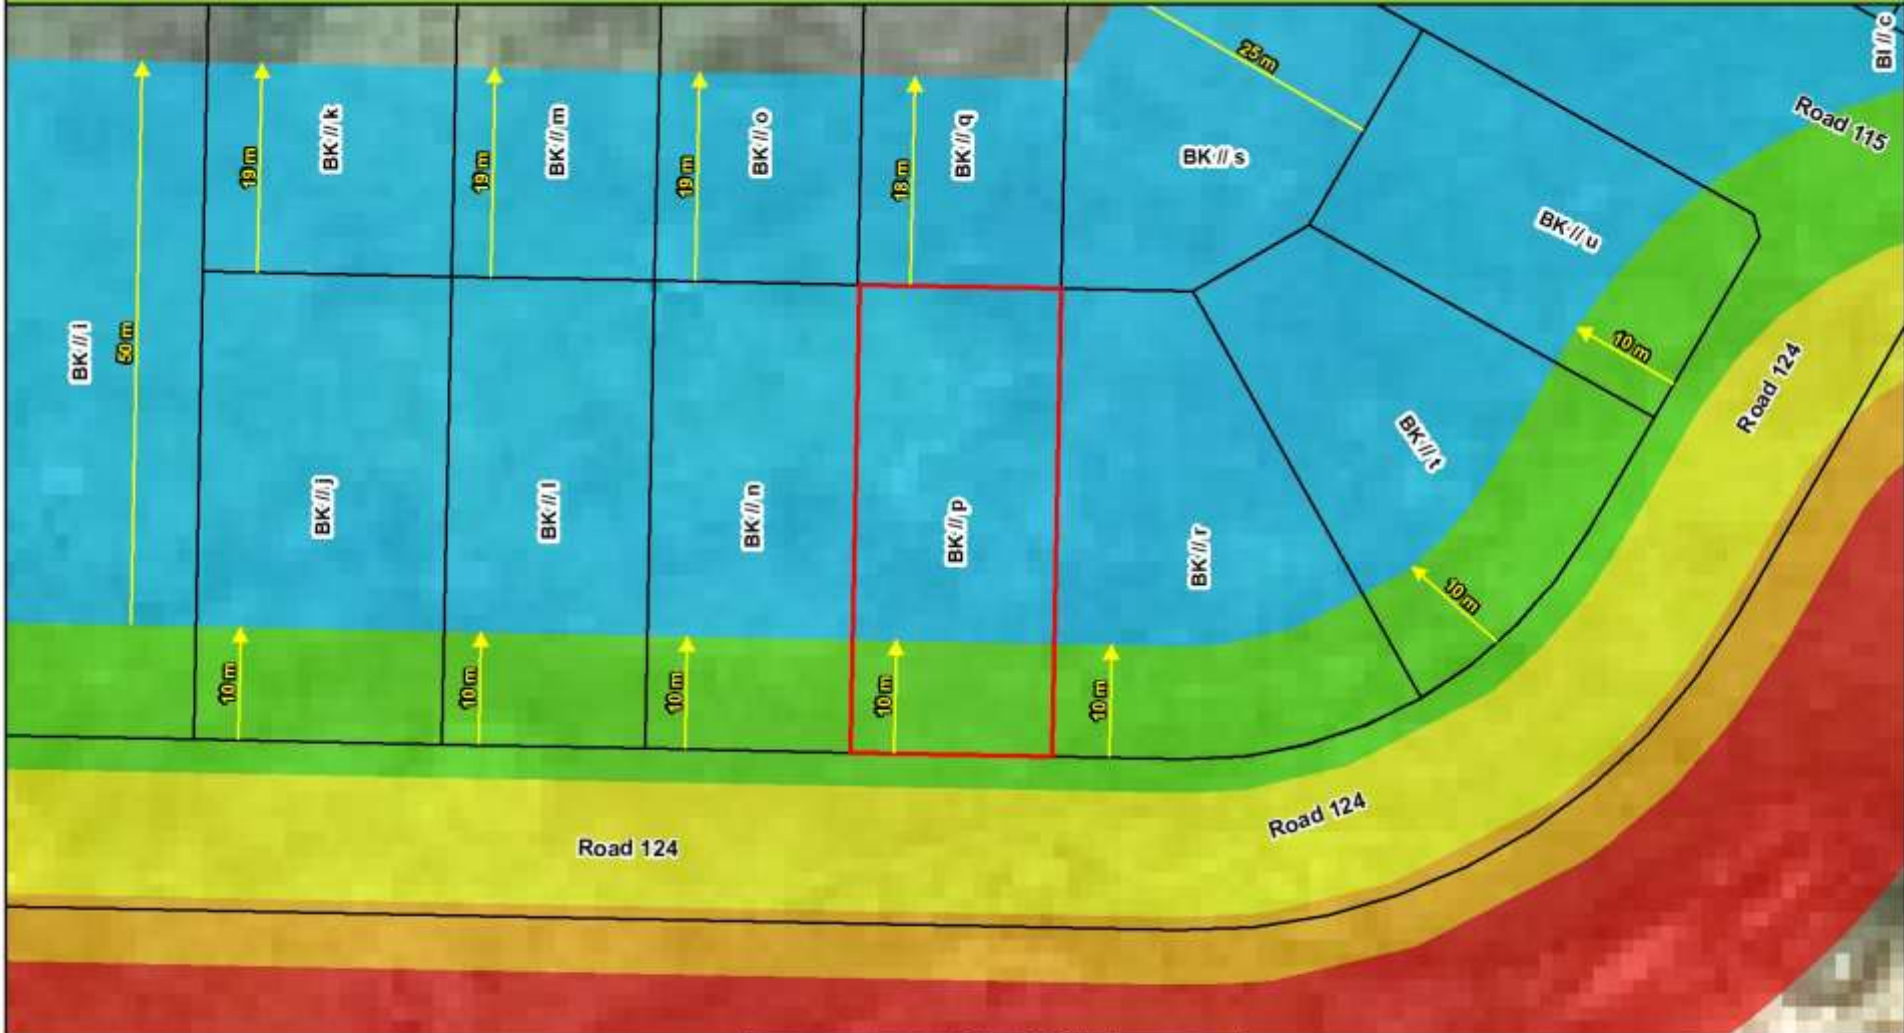 25 m
BK // c
Road 115
BK // k
BK // m
BK // o
BK // q
BK // s
19 m
19 m
19 m
18 m
BK // u
BK // i
50 m
10 m
Road 124
BK // t
BK // j
BK // l
BK // n
BK // p
BK // r
10 m
10 m
10 m
10 m
10 m
10 m
Road 124
Road 124